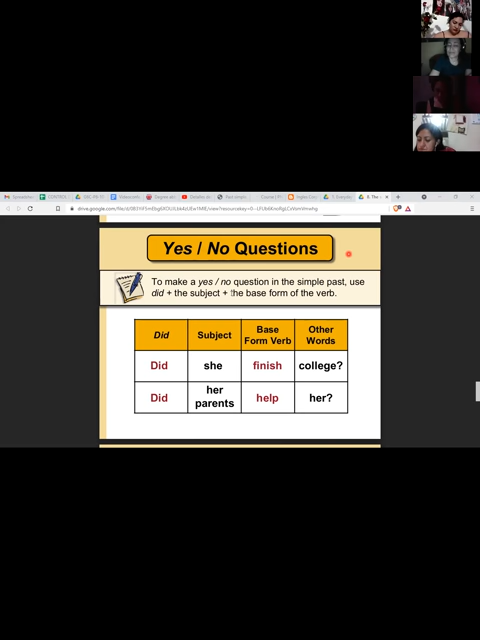 Yes / No Questions
To make a yes / no question in the simple past, use
did + the subject + the base form of the verb.
Did Subject Base Form Verb Other Words
Did she finish college?
Did her parents help her?